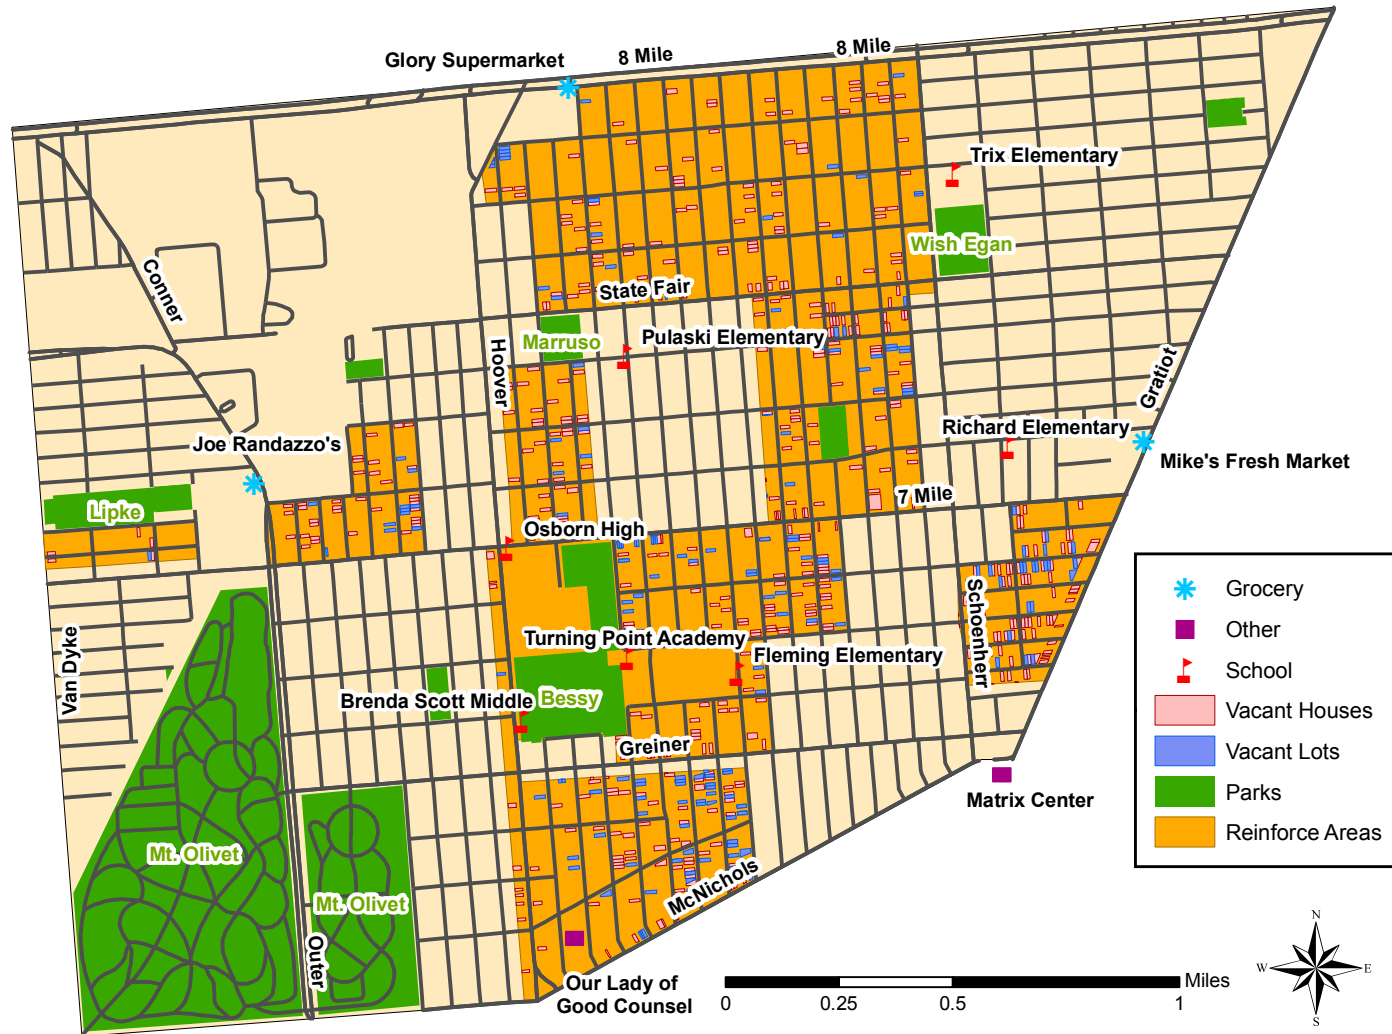 Glory Supermarket
8 Mile
8 Mile
Trix Elementary
Wish Egan
Conner
State Fair
Marruso
Pulaski Elementary
Hoover
Gratiot
Joe Randazzo's
Richard Elementary
Mike's Fresh Market
Lipke
7 Mile
Osborn High
Schoenherr
Van Dyke
Turning Point Academy
Fleming Elementary
Brenda Scott Middle
Bessy
Greiner
Matrix Center
Mt. Olivet
Mt. Olivet
McNichols
Outer
Our Lady of
Good Counsel
Grocery
Other
School
Vacant Houses
Vacant Lots
Parks
Reinforce Areas
N
W
E
S
Miles
0
0.25
0.5
1